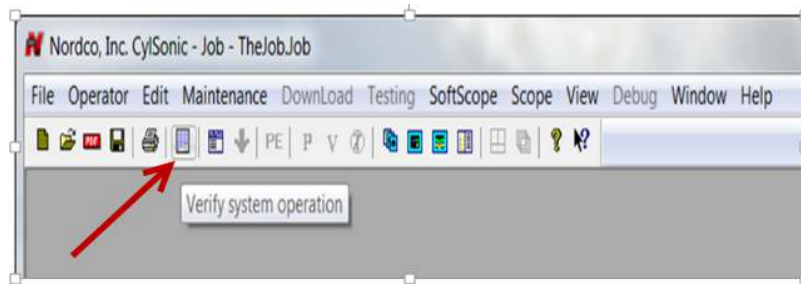 Nordco, Inc. CylSonic - Job - TheJob.Job
File Operator Edit Maintenance DownLoad Testing SoftScope Scope View Debug Window Help
PDF PE P V
Verify system operation